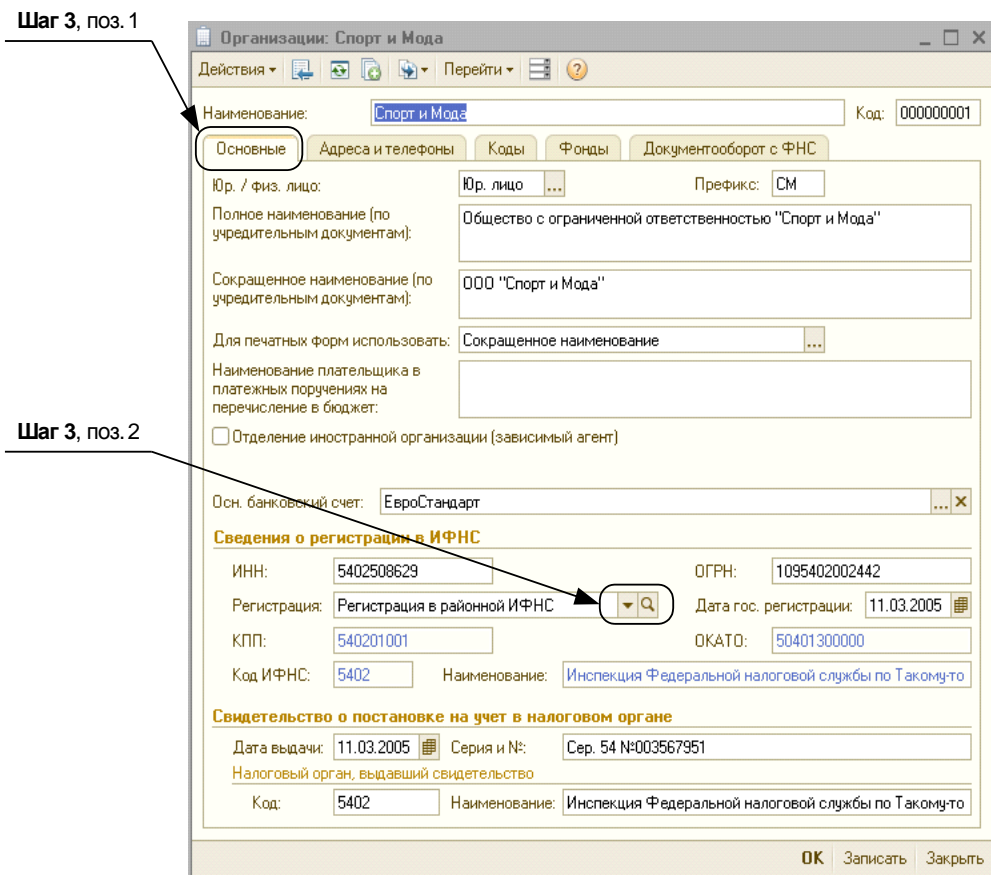 Шаг 3, поз. 1
Организации: Спорт и Мода
Действия Перейти
Наименование: Спорт и Мода Код: 000000001
Основные Адреса и телефоны Коды Фонды Документооборот с ФНС
Юр. / физ. лицо: Юр. лицо ... Префикс: СМ
Полное наименование (по
учредительным документам):
Общество с ограниченной ответственностью "Спорт и Мода"
Сокращенное наименование (по
учредительным документам):
ООО "Спорт и Мода"
Для печатных форм использовать: Сокращенное наименование ...
Наименование плательщика в
платежных поручениях на
перечисление в бюджет:
Шаг 3, поз. 2
Отделение иностранной организации (зависимый агент)
Осн. банковский счет: ЕвроСтандарт ... ×
Сведения о регистрации в ИФНС
ИНН: 5402508629 ОГРН: 1095402002442
Регистрация: Регистрация в районной ИФНС Дата гос. регистрации: 11.03.2005
КПП: 540201001 ОКАТО: 50401300000
Код ИФНС: 5402 Наименование: Инспекция Федеральной налоговой службы по Такому-то
Свидетельство о постановке на учет в налоговом органе
Дата выдачи: 11.03.2005 Серия и №: Сер. 54 №003567951
Налоговый орган, выдавший свидетельство
Код: 5402 Наименование: Инспекция Федеральной налоговой службы по Такому-то
OK Записать Закрыть